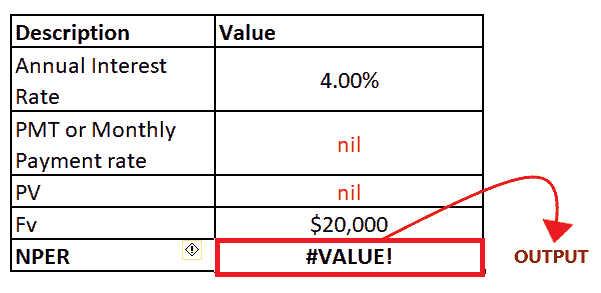 Description Value
Annual Interest
Rate
4.00%
PMT or Monthly
Payment rate
nil
PV nil
Fv $20,000
NPER #VALUE!
OUTPUT